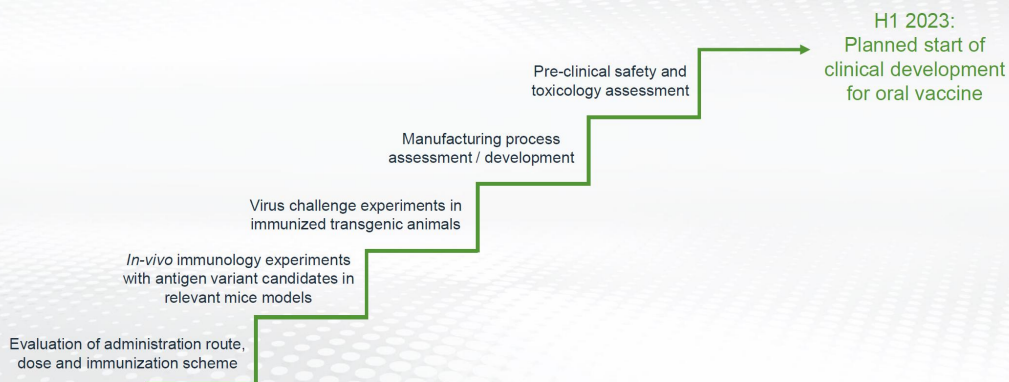 H1 2023:
Planned start of
clinical development
for oral vaccine
Pre-clinical safety and
toxicology assessment
Manufacturing process
assessment / development
Virus challenge experiments in
immunized transgenic animals
In-vivo immunology experiments
with antigen variant candidates in
relevant mice models
Evaluation of administration route,
dose and immunization scheme